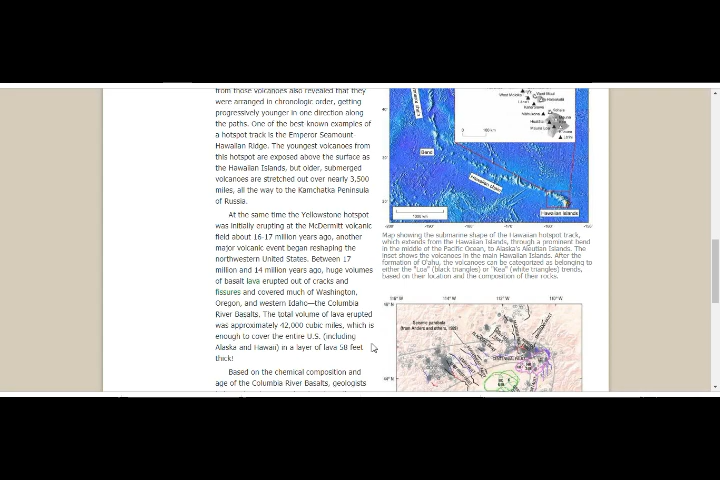 from those volcanoes also revealed that they
were arranged in chronologic order, getting
progressively younger in one direction along
the paths. One of the best known examples of
a hotspot track is the Emperor Seamount
Hawaiian Ridge. The youngest volcanoes from
this hotspot are exposed above the surface as
the Hawaiian Islands, but older, submerged
volcanoes are stretched out over nearly 3,500
miles, all the way to the Kamchatka Peninsula
of Russia.
At the same time the Yellowstone hotspot
was initially erupting at the McDermitt volcanic
field about 16-17 million years ago, another
major volcanic event began reshaping the
northwestern United States. Between 17
million and 14 million years ago, huge volumes
of basalt lava erupted out of cracks and
fissures and covered much of Washington,
Oregon, and western Idaho—the Columbia
River Basalts. The total volume of lava erupted
was approximately 42,000 cubic miles, which is
enough to cover the entire U.S. (including
Alaska and Hawaii) in a layer of lava 58 feet
thick!
Based on the chemical composition and
age of the Columbia River Basalts, geologists
Bend
Hawaiian chain
Hawaiian Islands
Map showing the submarine shape of the Hawaiian hotspot track,
which extends from the Hawaiian Islands, through a prominent bend
in the middle of the Pacific Ocean, to Alaska's Aleutian Islands. The
inset shows the volcanoes in the main Hawaiian Islands. After the
formation of O'ahu, the volcanoes can be categorized as belonging to
either the "Loa" (black triangles) or "Kea" (white triangles) trends,
based on their location and the composition of their rocks.
Seismic parabola